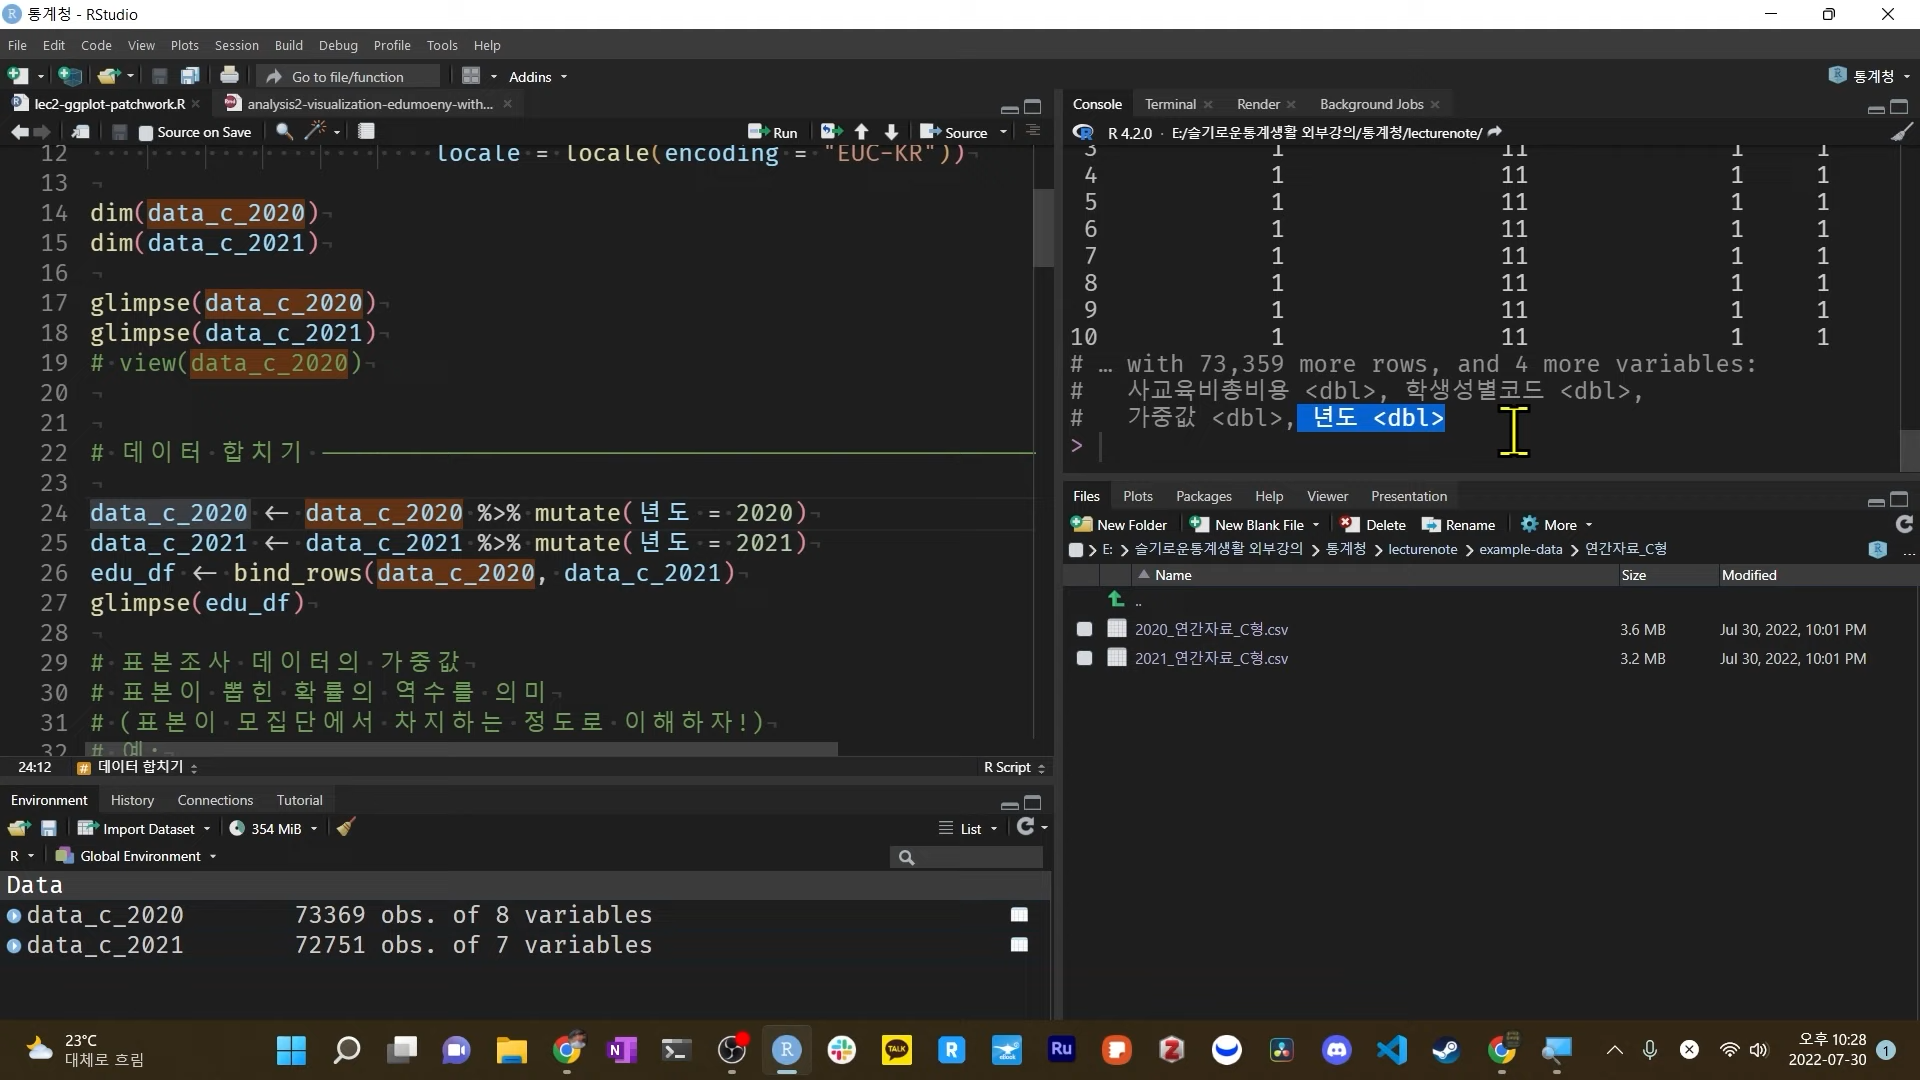 통계청 - RStudio
File Edit Code View Plots Session Build Debug Profile Tools Help
Go to file/function Addins 통계청
lec2-ggplot-patchwork.R analysis2-visualization-edumoeny-with...
Source on Save Run Source
12 locale = locale(encoding = "EUC-KR"))
13
14 dim(data_c_2020)
15 dim(data_c_2021)
16
17 glimpse(data_c_2020)
18 glimpse(data_c_2021)
19 # view(data_c_2020)
20
21
22 # 데이터 합치기
23
24 data_c_2020 ← data_c_2020 %>% mutate(년도 = 2020)
25 data_c_2021 ← data_c_2021 %>% mutate(년도 = 2021)
26 edu_df ← bind_rows(data_c_2020, data_c_2021)
27 glimpse(edu_df)
28
29 # 표본조사 데이터의 가중값
30 # 표본이 뽑힌 확률의 역수를 의미
31 # (표본이 모집단에서 차지하는 정도로 이해하자!)
32 # 예:
24:12 # 데이터 합치기 R Script
Console Terminal Render Background Jobs
R 4.2.0 · E:/슬기로운통계생활 외부강의/통계청/lecturenote/
3 1 11 1 1
4 1 11 1 1
5 1 11 1 1
6 1 11 1 1
7 1 11 1 1
8 1 11 1 1
9 1 11 1 1
10 1 11 1 1
# … with 73,359 more rows, and 4 more variables:
# 사교육비총비용 <dbl>, 학생성별코드 <dbl>,
# 가중값 <dbl>, 년도 <dbl>
>
Environment History Connections Tutorial
Import Dataset 354 MiB List
R Global Environment
Data
data_c_2020 73369 obs. of 8 variables
data_c_2021 72751 obs. of 7 variables
Files Plots Packages Help Viewer Presentation
New Folder New Blank File Delete Rename More
E: 슬기로운통계생활 외부강의 통계청 lecturenote example-data 연간자료_C형 ...
Name Size Modified
..
2020_연간자료_C형.csv 3.6 MB Jul 30, 2022, 10:01 PM
2021_연간자료_C형.csv 3.2 MB Jul 30, 2022, 10:01 PM
23°C
대체로 흐림
오후 10:28
2022-07-30
1